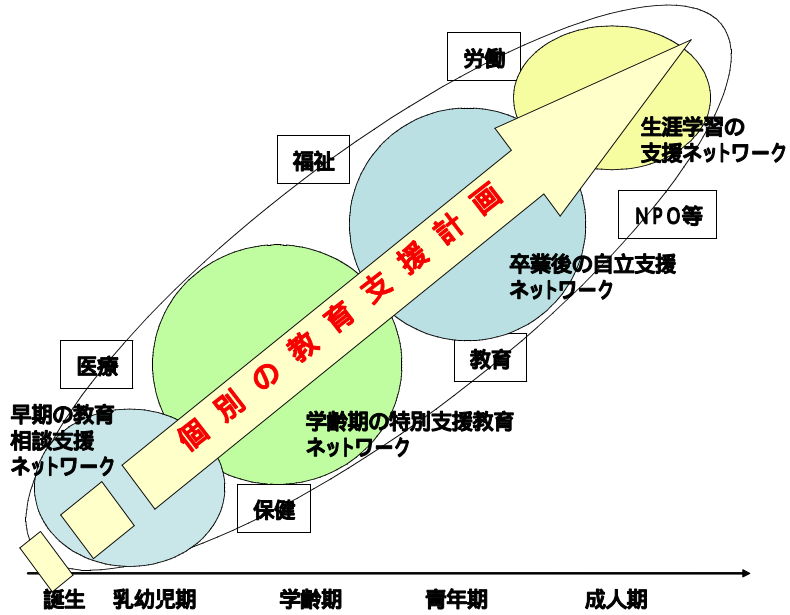 労働
生涯学習の
支援ネットワーク
福祉
NPO等
個別の教育支援計画
卒業後の自立支援
ネットワーク
医療
教育
早期の教育
相談支援
ネットワーク
学齢期の特別支援教育
ネットワーク
保健
誕生 乳幼児期 学齢期 青年期 成人期